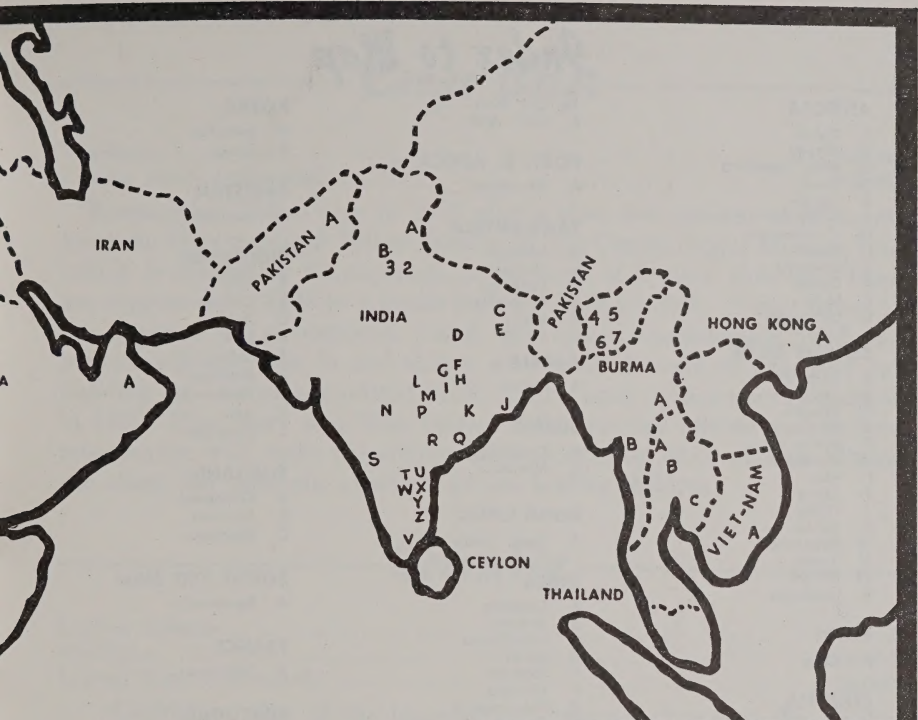 IRAN
PAKISTAN
A
A
B
3 2
INDIA
PAKISTAN
4 5
6 7
BURMA
HONG KONG
A
A
C
E
D
F
G
H
I
L
M
N
P
K
J
R
Q
S
T U
W X
Y
Z
V
CEYLON
A
B
A
B
C
VIET-NAM
A
THAILAND
A